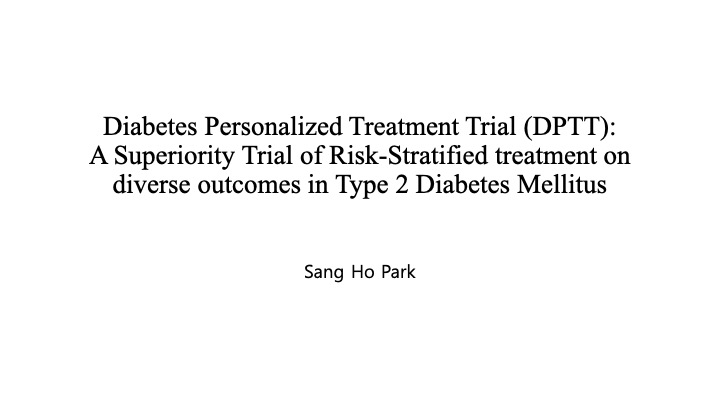 Diabetes Personalized Treatment Trial (DPTT):
A Superiority Trial of Risk-Stratified treatment on
diverse outcomes in Type 2 Diabetes Mellitus
Sang Ho Park